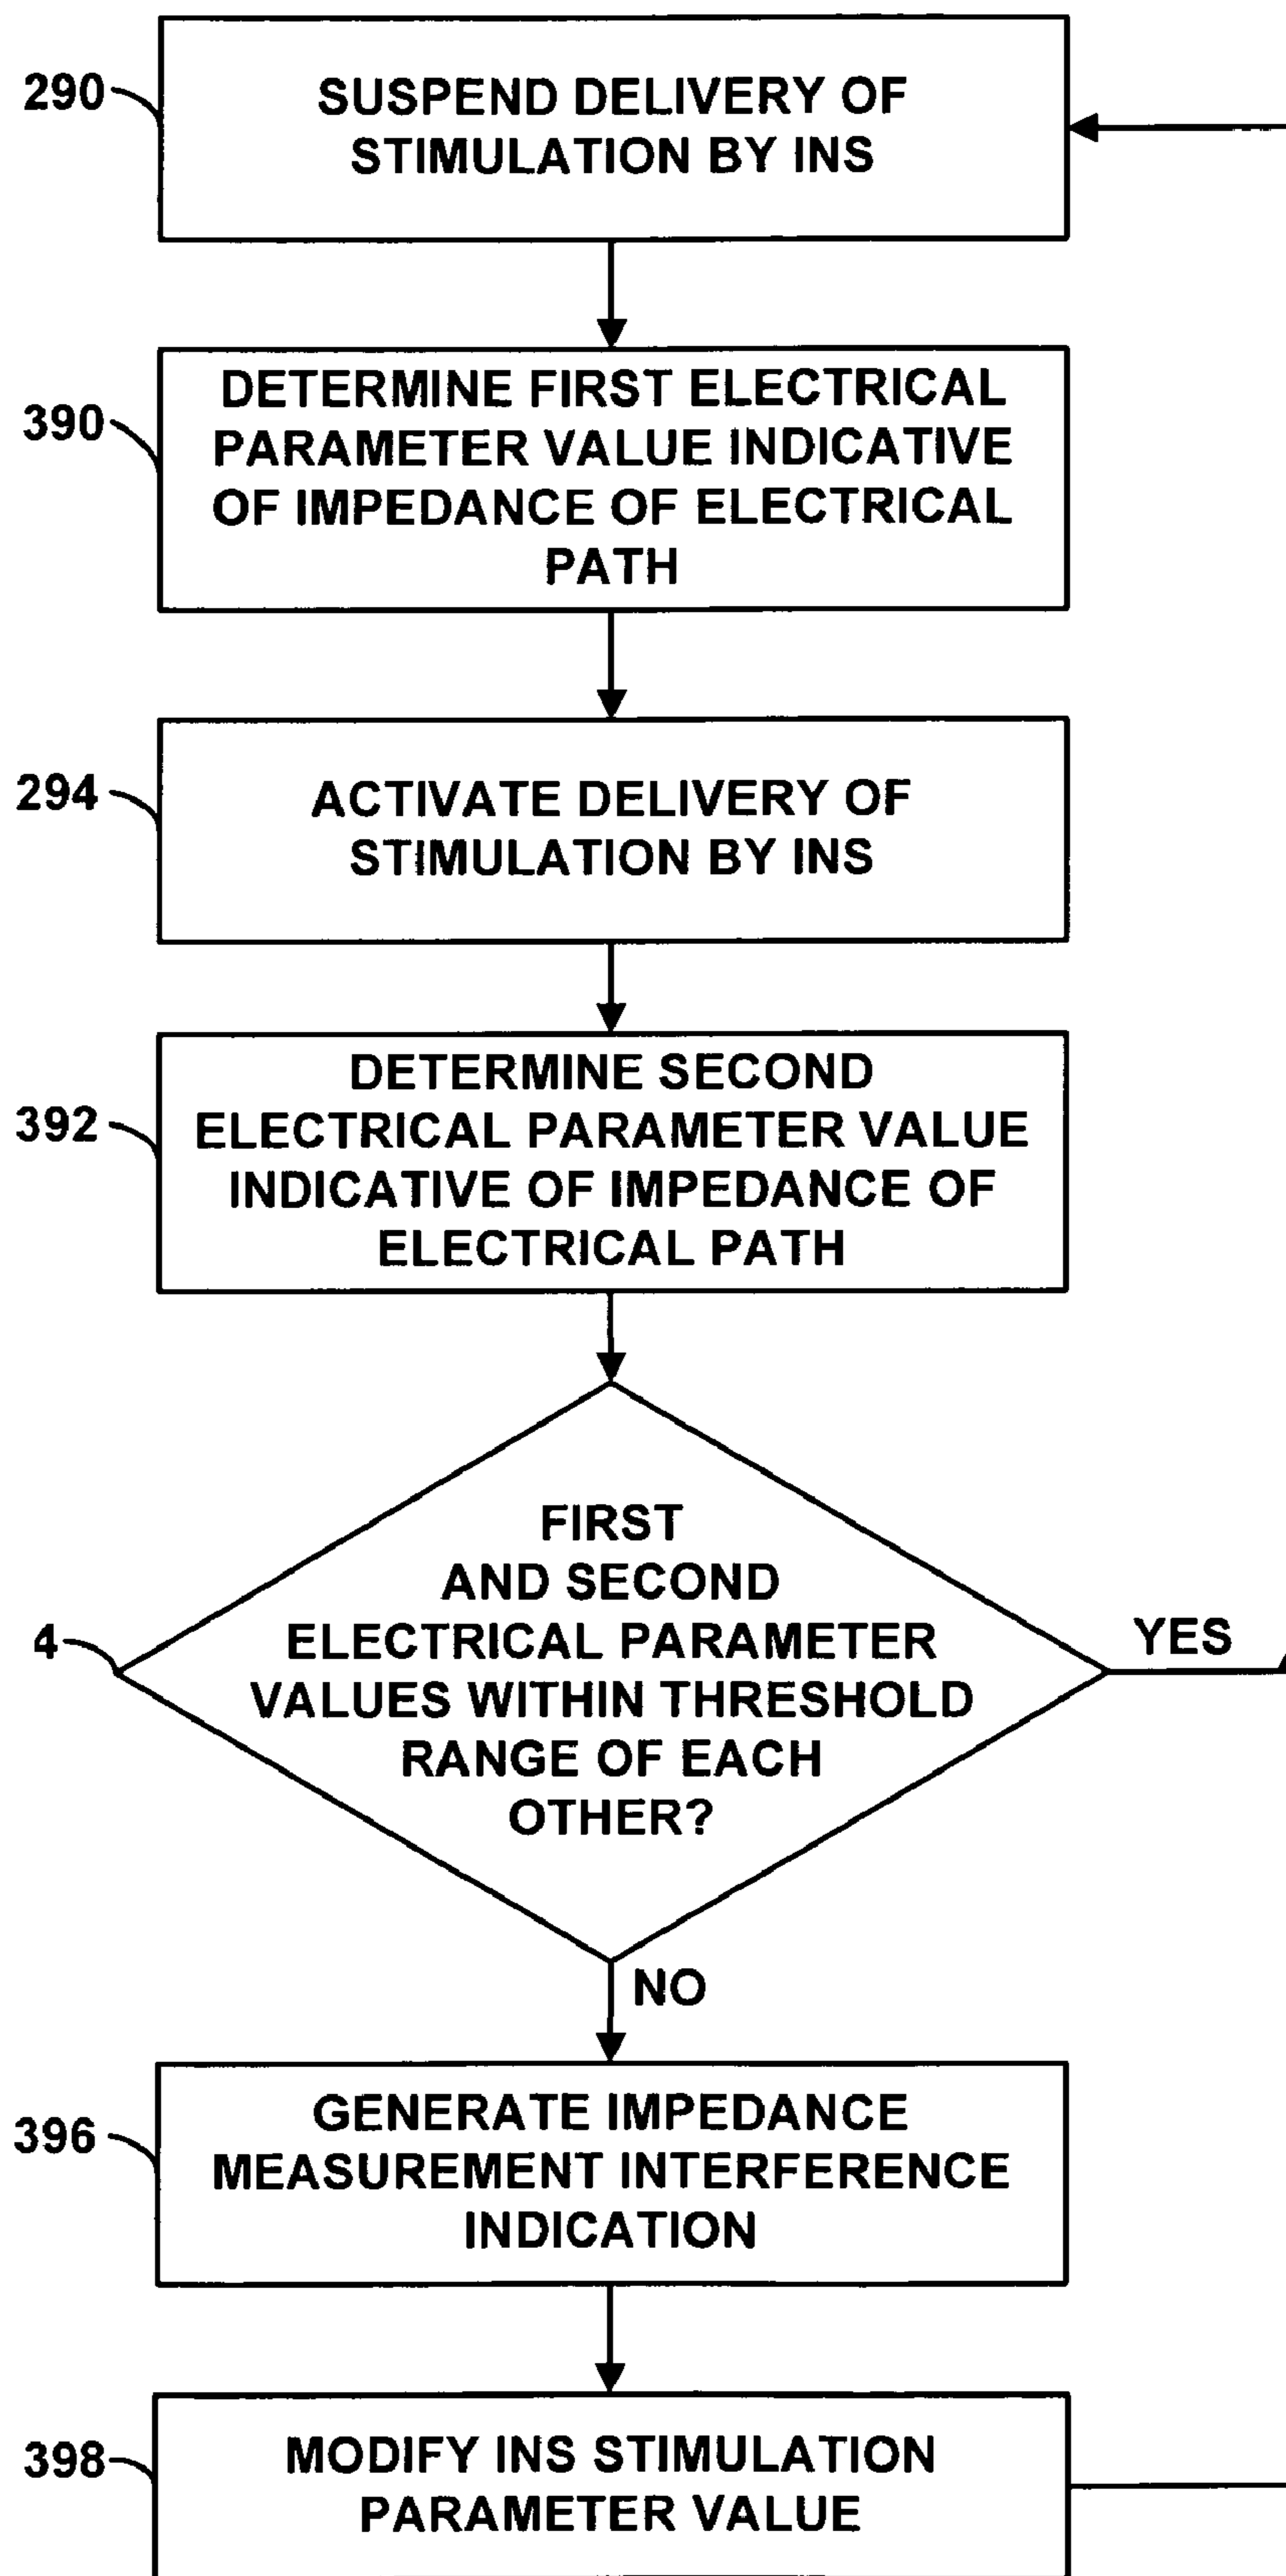 290
SUSPEND DELIVERY OF
STIMULATION BY INS
390
DETERMINE FIRST ELECTRICAL
PARAMETER VALUE INDICATIVE
OF IMPEDANCE OF ELECTRICAL
PATH
294
ACTIVATE DELIVERY OF
STIMULATION BY INS
392
DETERMINE SECOND
ELECTRICAL PARAMETER VALUE
INDICATIVE OF IMPEDANCE OF
ELECTRICAL PATH
4
FIRST
AND SECOND
ELECTRICAL PARAMETER
VALUES WITHIN THRESHOLD
RANGE OF EACH
OTHER?
YES
NO
396
GENERATE IMPEDANCE
MEASUREMENT INTERFERENCE
INDICATION
398
MODIFY INS STIMULATION
PARAMETER VALUE